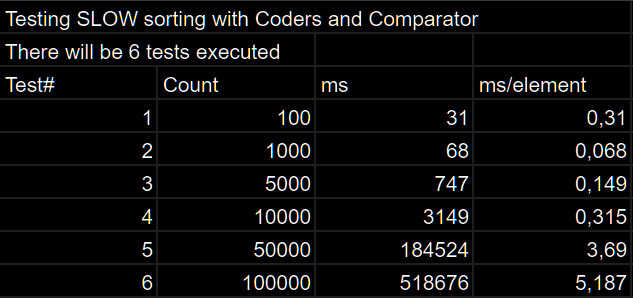 Testing SLOW sorting with Coders and Comparator
There will be 6 tests executed
Test# Count ms ms/element
1 100 31 0,31
2 1000 68 0,068
3 5000 747 0,149
4 10000 3149 0,315
5 50000 184524 3,69
6 100000 518676 5,187